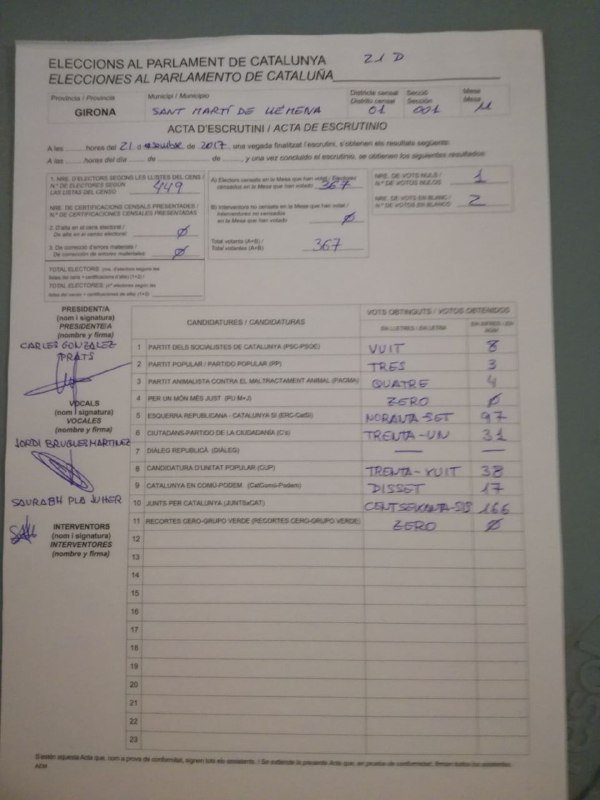 ELECCIONS AL PARLAMENT DE CATALUNYA 21 D
ELECCIONES AL PARLAMENTO DE CATALUÑA
Província / Provincia Municipi / Municipio Districte censal Secció Mesa
Distrito censal Sección Mesa
GIRONA SANT MARTÍ DE LLÉMENA 01 001 U
ACTA D'ESCRUTINI / ACTA DE ESCRUTINIO
A les hores del 21 de 2017, una vegada finalitzat l'escrutini, s'obtenen els resultats següents:
A las horas del día de de , y una vez concluido el escrutinio, se obtienen los siguientes resultados:
1. NRE. D'ELECTORS SEGONS LES LLISTES DEL CENS /
N.º DE ELECTORES SEGÚN
LAS LISTAS DEL CENSO 449
NRE. DE CERTIFICACIONS CENSALS PRESENTADES /
N.º DE CERTIFICACIONES CENSALES PRESENTADAS
2. D'alta en el cens electoral /
De alta en el censo electoral Ø
3. De correcció d'errors materials /
De corrección de errores materiales Ø
TOTAL ELECTORS: (nre. d'electors segons les
llistes del cens + certificacions d'alta) (1+2) /
TOTAL ELECTORES: (nº electores según las
listas del censo + certificaciones de alta) (1+2)
A) Electors censats en la Mesa que han votat / Electores
censados en la Mesa que han votado 367
B) Interventors no censats en la Mesa que han votat /
Interventores no censados
en la Mesa que han votado Ø
Total votants (A+B) /
Total votantes (A+B) 367
NRE. DE VOTS NULS /
N.º DE VOTOS NULOS 1
NRE. DE VOTS EN BLANC /
N.º DE VOTOS EN BLANCO 2
PRESIDENT/A
(nom i signatura)
PRESIDENTE/A
(nombre y firma)
CARLES GONZALEZ
PRATS
VOCALS
(nom i signatura)
VOCALES
(nombre y firma)
JORDI BRUGUES MARTINEZ
SAURABH PLA JUHER
INTERVENTORS
(nom i signatura)
INTERVENTORES
(nombre y firma)
CANDIDATURES / CANDIDATURAS VOTS OBTINGUTS / VOTOS OBTENIDOS
EN LLETRES / EN LETRA EN XIFRES / EN
1 PARTIT DELS SOCIALISTES DE CATALUNYA (PSC-PSOE) VUIT 8
2 PARTIT POPULAR / PARTIDO POPULAR (PP) TRES 3
3 PARTIT ANIMALISTA CONTRA EL MALTRACTAMENT ANIMAL (PACMA) QUATRE 4
4 PER UN MÓN MÉS JUST (PUM+J) ZERO Ø
5 ESQUERRA REPUBLICANA - CATALUNYA SÍ (ERC-CatSí) NORANTA-SET 97
6 CIUTADANS-PARTIDO DE LA CIUDADANÍA (C's) TRENTA-UN 31
7 DIÀLEG REPUBLICÀ (DIÀLEG) — —
8 CANDIDATURA D'UNITAT POPULAR (CUP) TRENTA-VUIT 38
9 CATALUNYA EN COMÚ-PODEM (CatComú-Podem) DISSET 17
10 JUNTS PER CATALUNYA (JUNTSxCAT) CENT SEIXANTA-SIS 166
11 RECORTES CERO-GRUPO VERDE (RECORTES CERO-GRUPO VERDE) ZERO Ø
12
13
14
15
16
17
18
19
20
21
22
23
S'estén aquesta Acta que, com a prova de conformitat, signen tots els assistents. / Se extiende la presente Acta que, en prueba de conformidad, firman todos los asistentes.